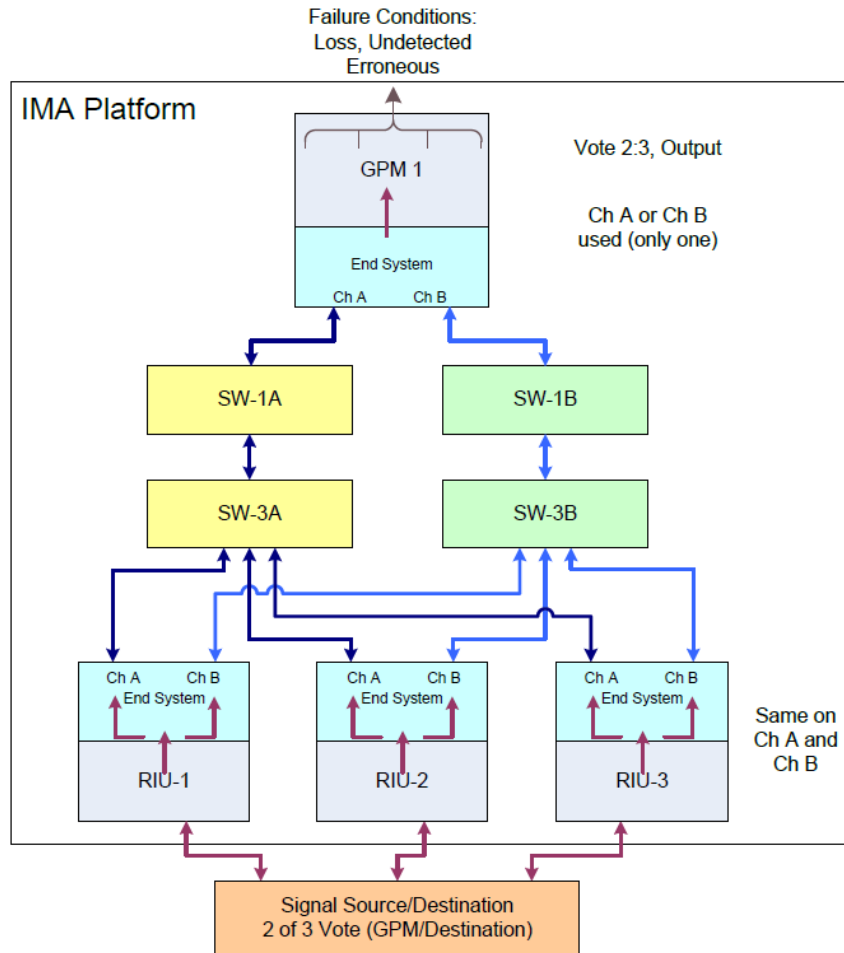 Failure Conditions:
Loss, Undetected
Erroneous
IMA Platform
GPM 1
Vote 2:3, Output
Ch A or Ch B
used (only one)
End System
Ch A
Ch B
SW-1A
SW-1B
SW-3A
SW-3B
Ch A
Ch B
End System
RIU-1
Ch A
Ch B
End System
RIU-2
Ch A
Ch B
End System
RIU-3
Same on
Ch A and
Ch B
Signal Source/Destination
2 of 3 Vote (GPM/Destination)